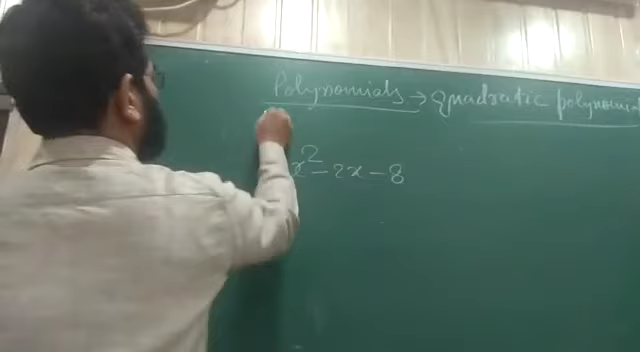 Polynomials → quadratic polynomial
x² - 2x - 8